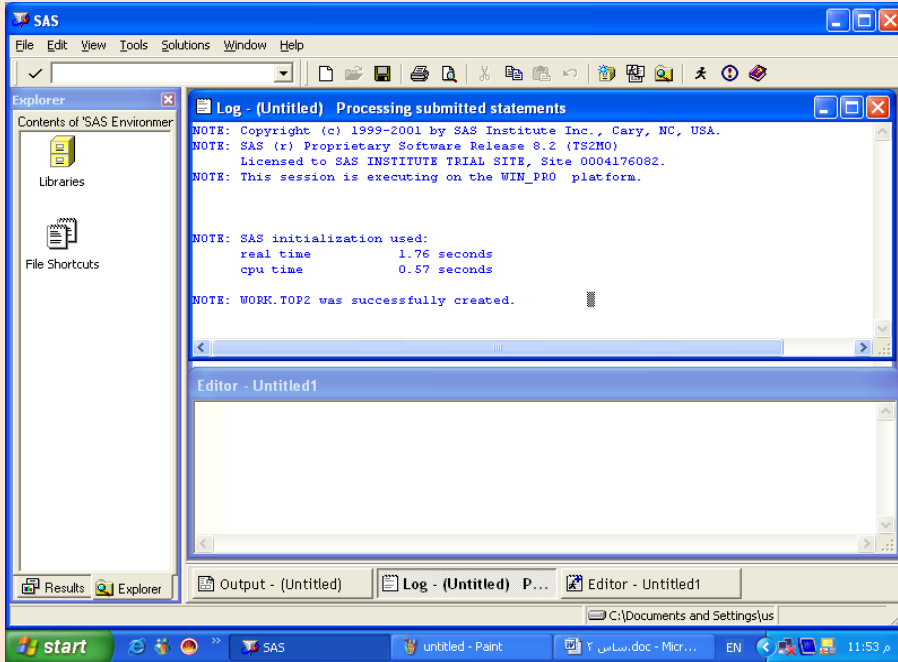 SAS
File Edit View Tools Solutions Window Help
Explorer
Contents of 'SAS Environmer
Libraries
File Shortcuts
Log - (Untitled) Processing submitted statements
NOTE: Copyright (c) 1999-2001 by SAS Institute Inc., Cary, NC, USA.
NOTE: SAS (r) Proprietary Software Release 8.2 (TS2M0)
Licensed to SAS INSTITUTE TRIAL SITE, Site 0004176082.
NOTE: This session is executing on the WIN_PRO platform.
NOTE: SAS initialization used:
real time 1.76 seconds
cpu time 0.57 seconds
NOTE: WORK.TOP2 was successfully created.
Editor - Untitled1
Results Explorer
Output - (Untitled) Log - (Untitled) P... Editor - Untitled1
C:\Documents and Settings\us
start SAS untitled - Paint ساس ٢.doc - Micr... EN 11:53 م